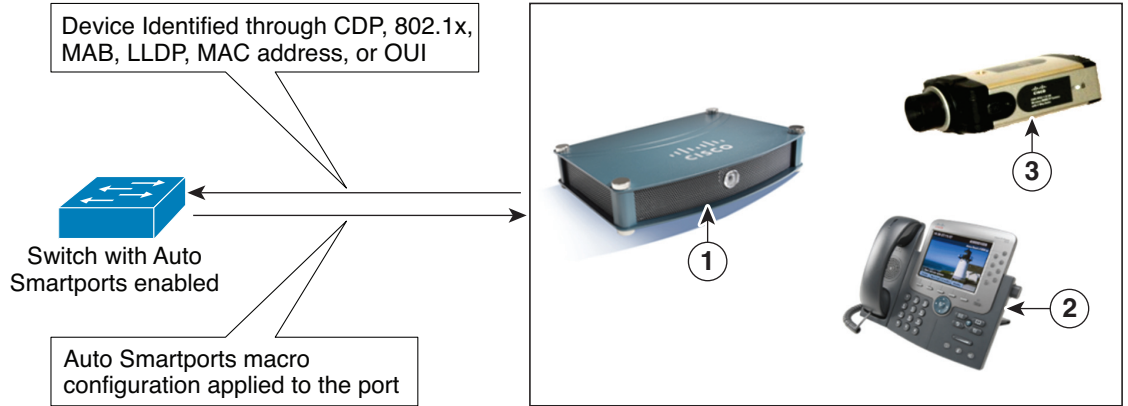 Device Identified through CDP, 802.1x,
MAB, LLDP, MAC address, or OUI
Switch with Auto
Smartports enabled
Auto Smartports macro
configuration applied to the port
CISCO
1
3
2